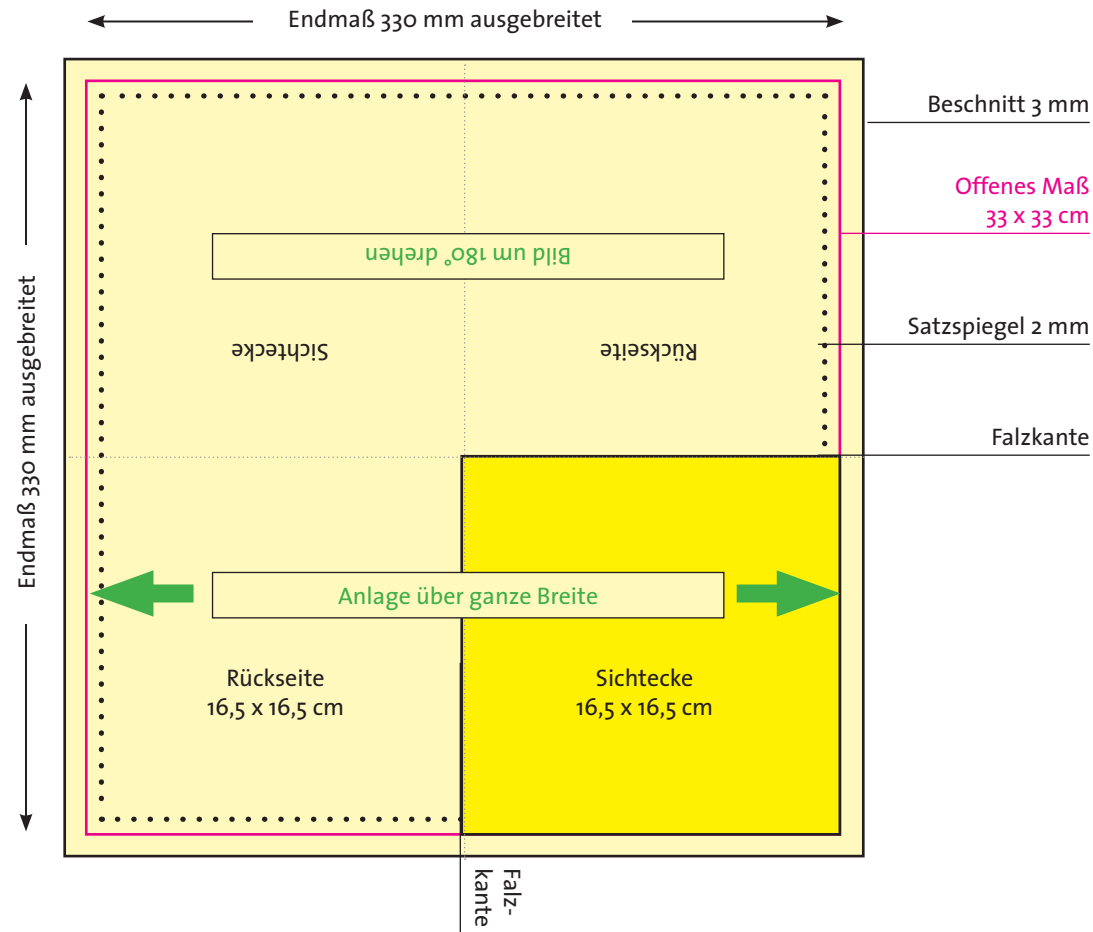 Endmaß 330 mm ausgebreitet
Beschnitt 3 mm
Offenes Maß
33 x 33 cm
Endmaß 330 mm ausgebreitet
Bild um 180° drehen
Satzspiegel 2 mm
Sichtecke
Rückseite
Falzkante
Anlage über ganze Breite
Rückseite
16,5 x 16,5 cm
Sichtecke
16,5 x 16,5 cm
Falz-
kante